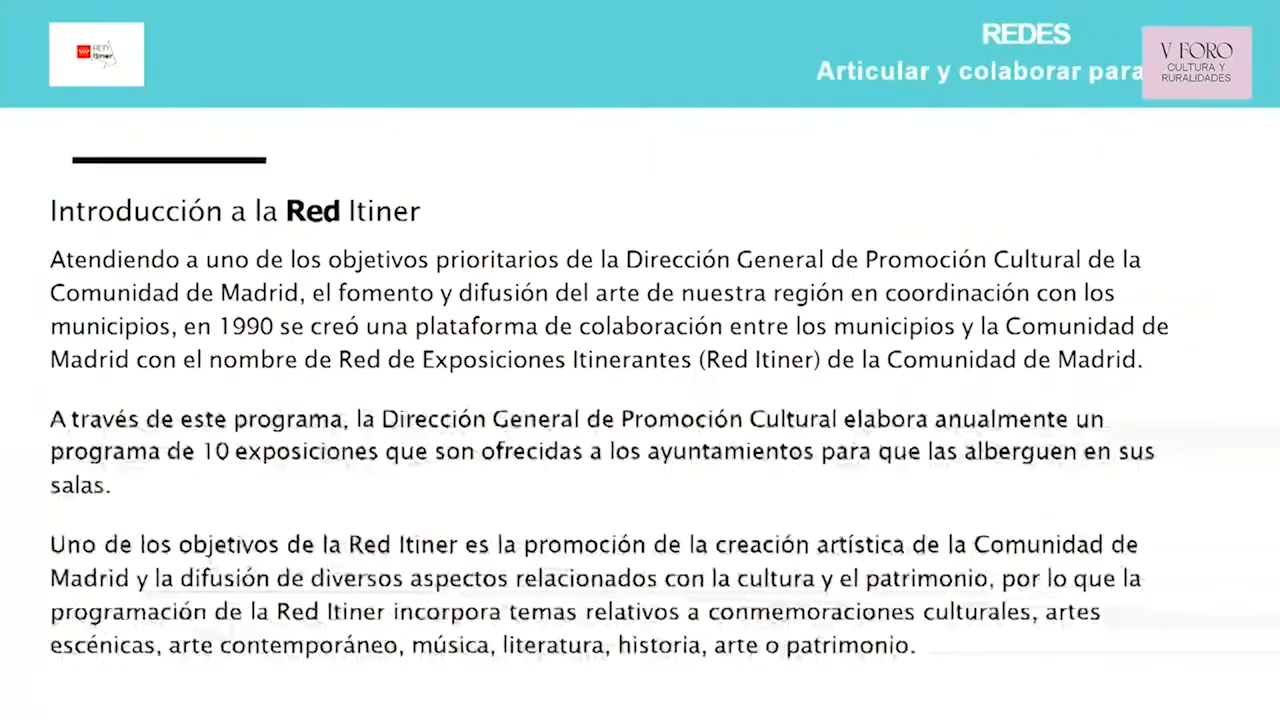 RED
Itiner
REDES
Articular y colaborar para
V FORO
CULTURA Y
RURALIDADES
Introducción a la Red Itiner
Atendiendo a uno de los objetivos prioritarios de la Dirección General de Promoción Cultural de la
Comunidad de Madrid, el fomento y difusión del arte de nuestra región en coordinación con los
municipios, en 1990 se creó una plataforma de colaboración entre los municipios y la Comunidad de
Madrid con el nombre de Red de Exposiciones Itinerantes (Red Itiner) de la Comunidad de Madrid.
A través de este programa, la Dirección General de Promoción Cultural elabora anualmente un
programa de 10 exposiciones que son ofrecidas a los ayuntamientos para que las alberguen en sus
salas.
Uno de los objetivos de la Red Itiner es la promoción de la creación artística de la Comunidad de
Madrid y la difusión de diversos aspectos relacionados con la cultura y el patrimonio, por lo que la
programación de la Red Itiner incorpora temas relativos a conmemoraciones culturales, artes
escénicas, arte contemporáneo, música, literatura, historia, arte o patrimonio.